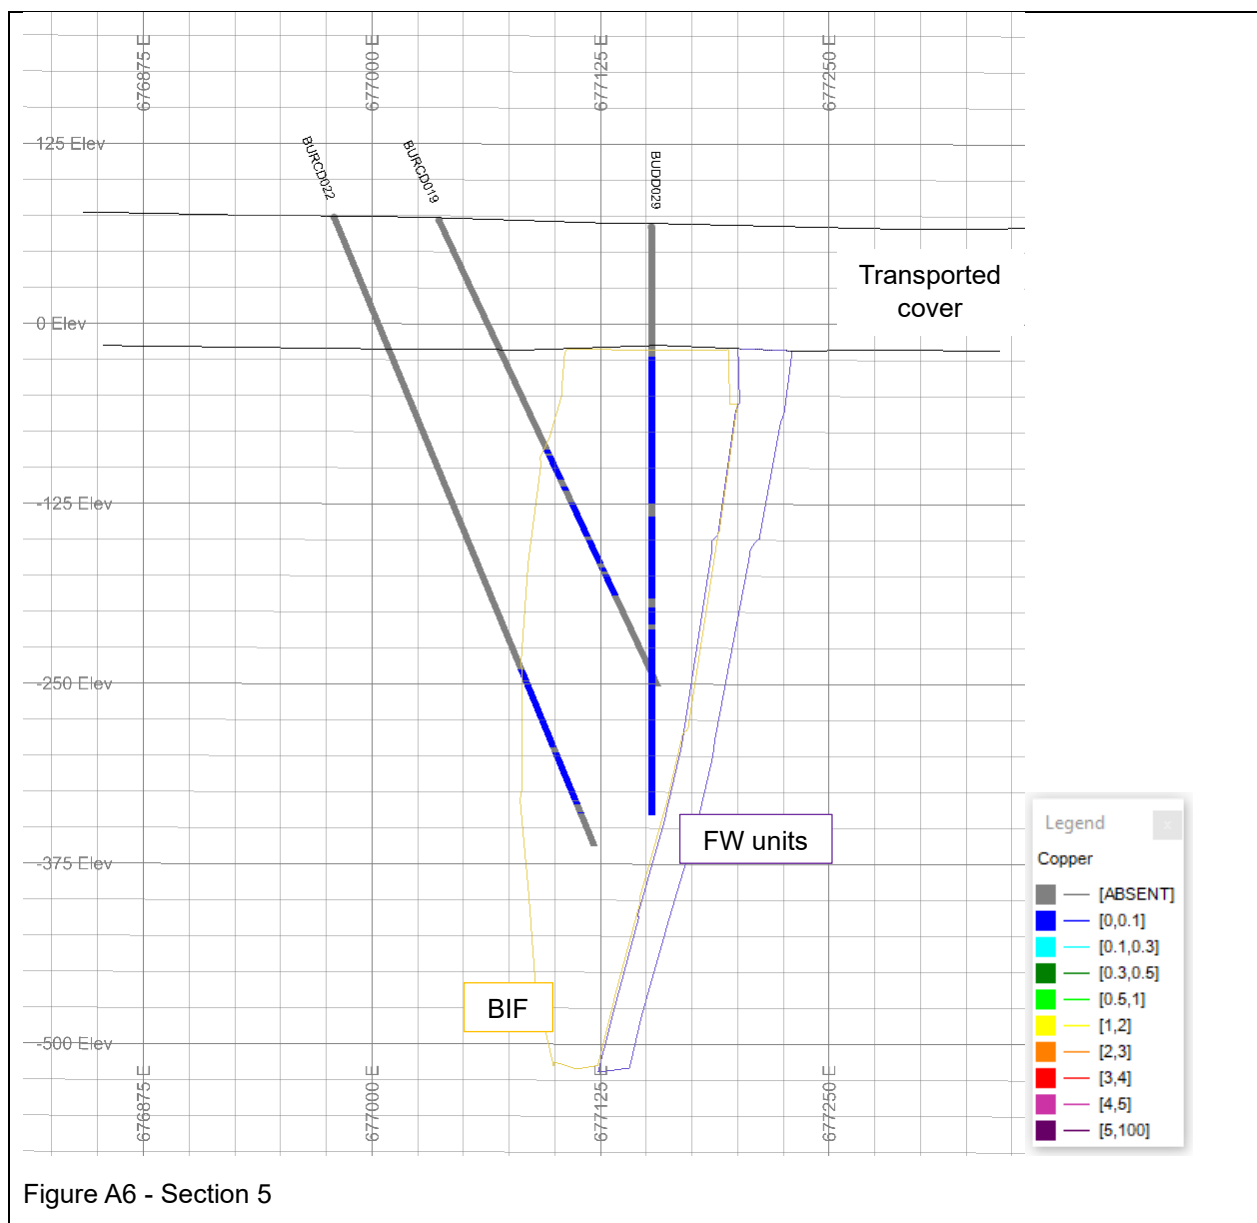 676875 E
677000 E
677125 E
677250 E
125 Elev
BURCD022
BURCD019
BUDD029
Transported
cover
0 Elev
-125 Elev
-250 Elev
FW units
-375 Elev
BIF
-500 Elev
676875 E
677000 E
677125 E
677250 E
Legend
x
Copper
[ABSENT]
[0,0.1]
[0.1,0.3]
[0.3,0.5]
[0.5,1]
[1,2]
[2,3]
[3,4]
[4,5]
[5,100]
Figure A6 - Section 5